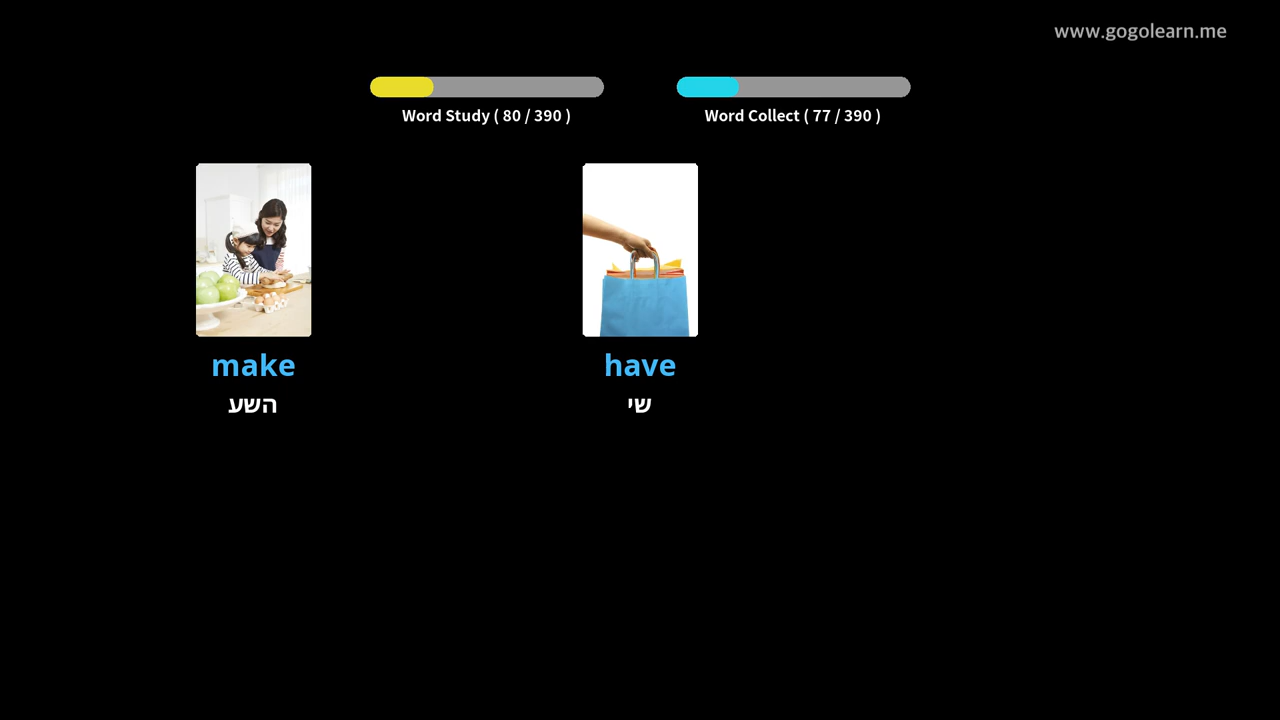 www.gogolearn.me
Word Study ( 80 / 390 )
Word Collect ( 77 / 390 )
make
השע
have
שי